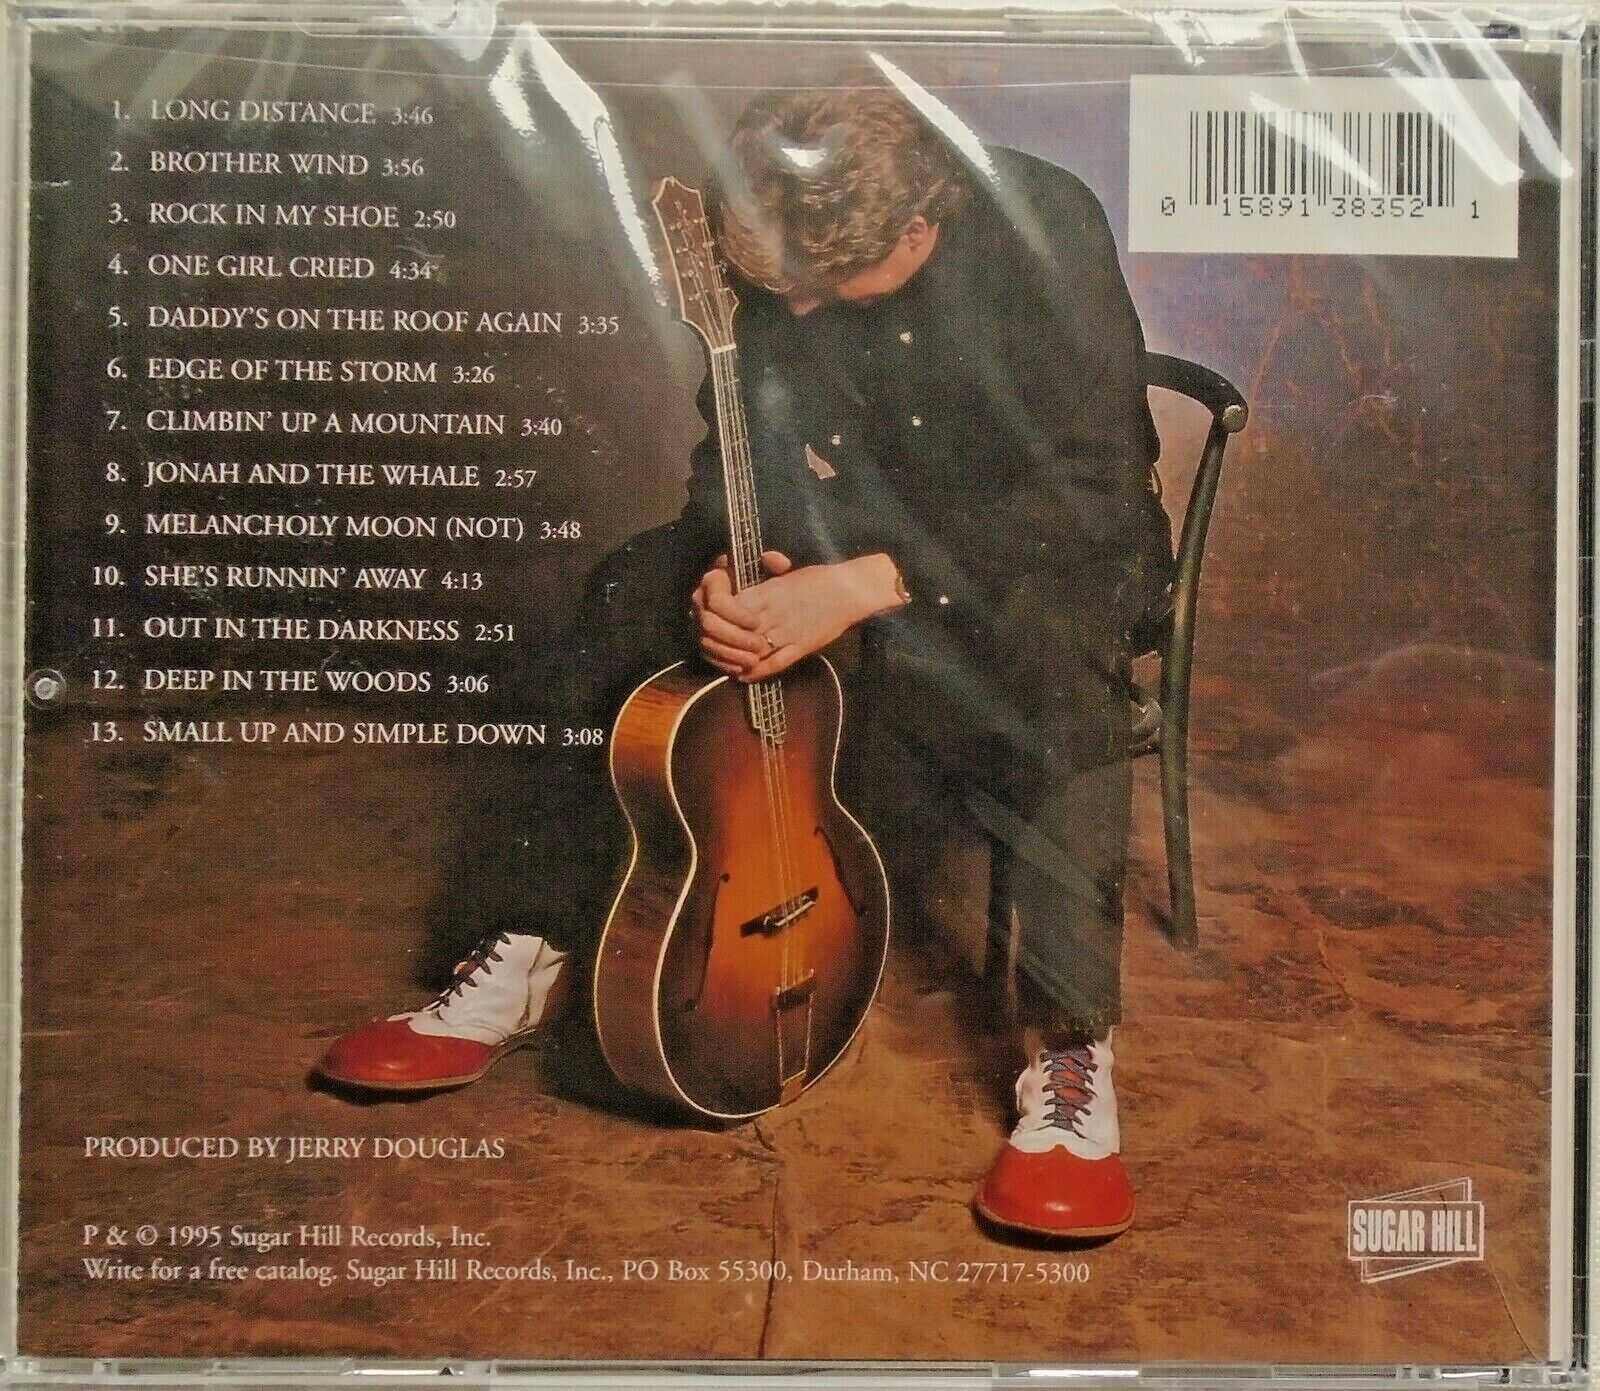 1. LONG DISTANCE 3:46
2. BROTHER WIND 3:56
3. ROCK IN MY SHOE 2:50
4. ONE GIRL CRIED 4:34
5. DADDY'S ON THE ROOF AGAIN 3:35
6. EDGE OF THE STORM 3:26
7. CLIMBIN' UP A MOUNTAIN 3:40
8. JONAH AND THE WHALE 2:57
9. MELANCHOLY MOON (NOT) 3:48
10. SHE'S RUNNIN' AWAY 4:13
11. OUT IN THE DARKNESS 2:51
12. DEEP IN THE WOODS 3:06
13. SMALL UP AND SIMPLE DOWN 3:08
0 15891 38352 1
PRODUCED BY JERRY DOUGLAS
P & © 1995 Sugar Hill Records, Inc.
Write for a free catalog. Sugar Hill Records, Inc., PO Box 55300, Durham, NC 27717-5300
SUGAR HILL